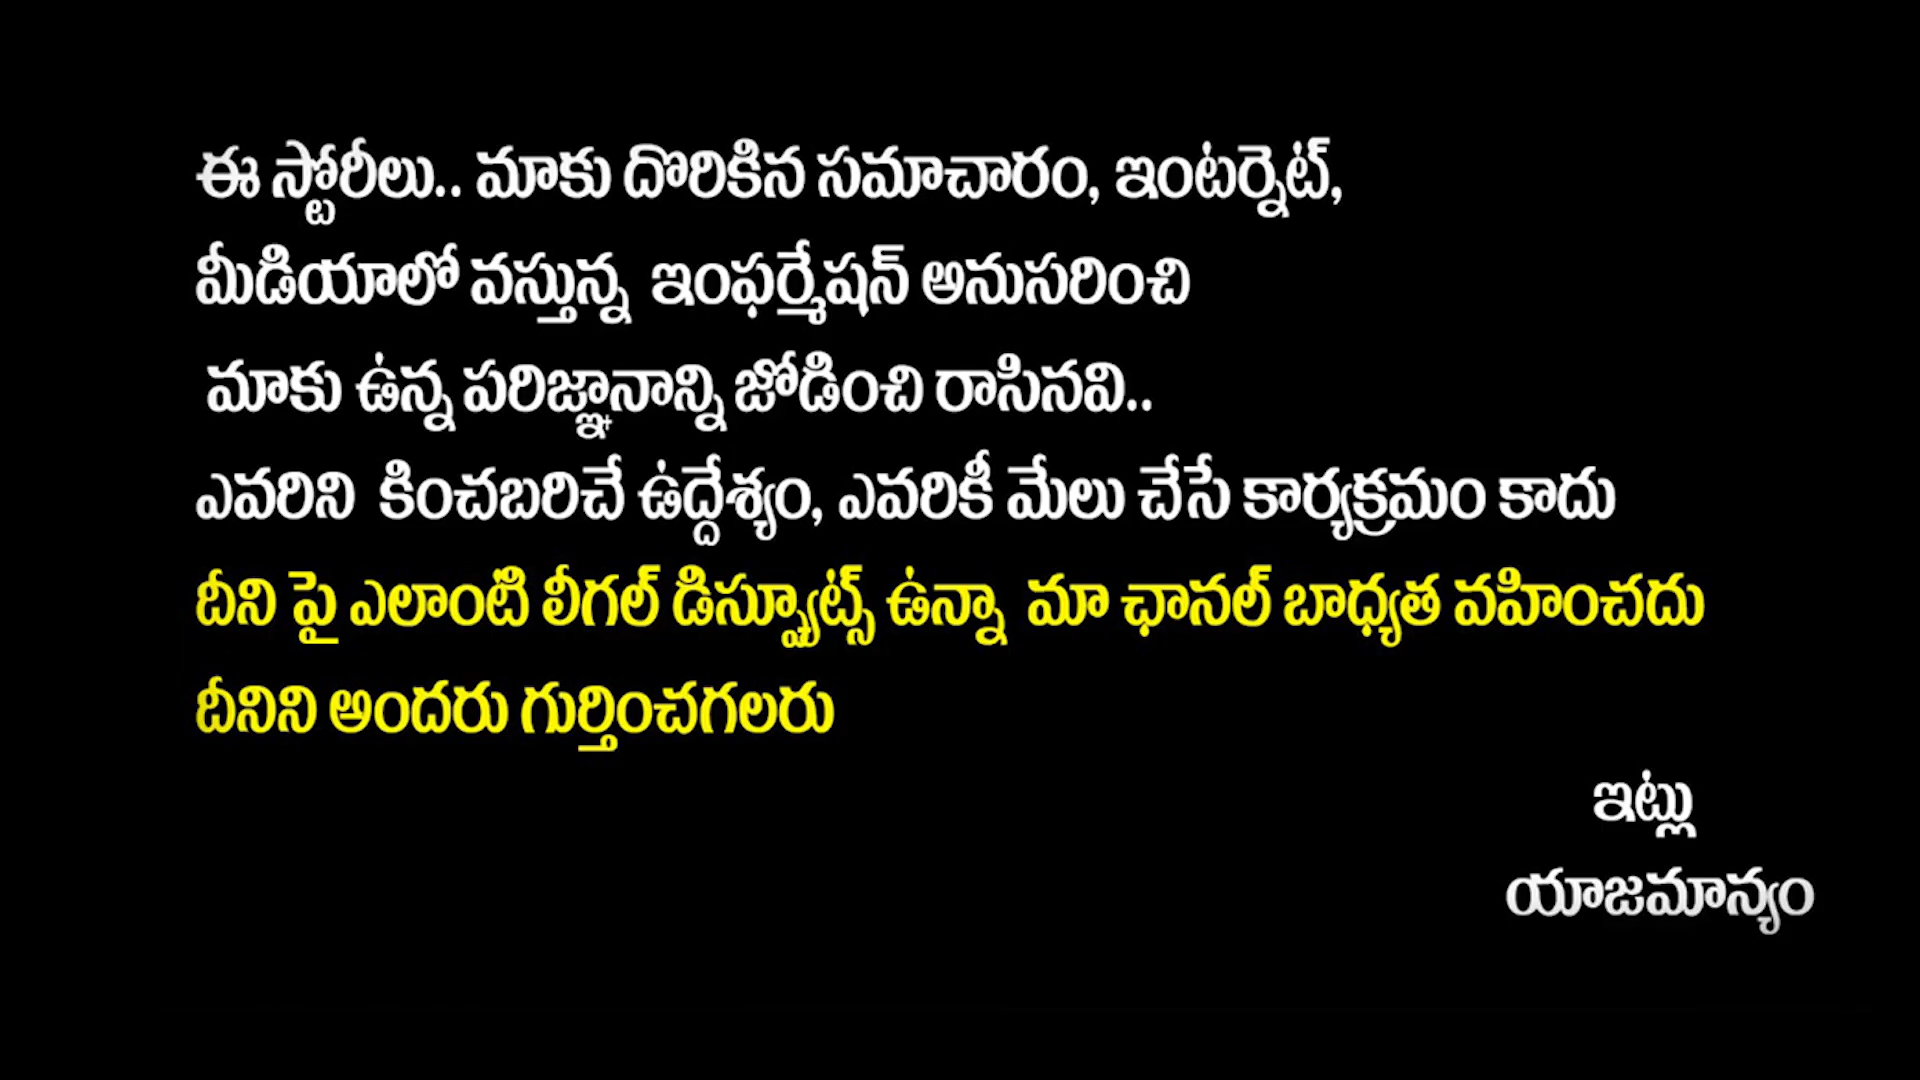 ఈ స్టోరీలు.. మాకు దొరికిన సమాచారం, ఇంటర్నెట్,
మీడియాలో వస్తున్న ఇంఫర్మేషన్ అనుసరించి
మాకు ఉన్న పరిజ్ఞానాన్ని జోడించి రాసినవి..
ఎవరిని కించబరిచే ఉద్దేశ్యం, ఎవరికీ మేలు చేసే కార్యక్రమం కాదు
దీని పై ఎలాంటి లీగల్ డిస్ప్యూట్స్ ఉన్నా మా ఛానల్ బాధ్యత వహించదు
దీనిని అందరు గుర్తించగలరు
ఇట్లు
యాజమాన్యం